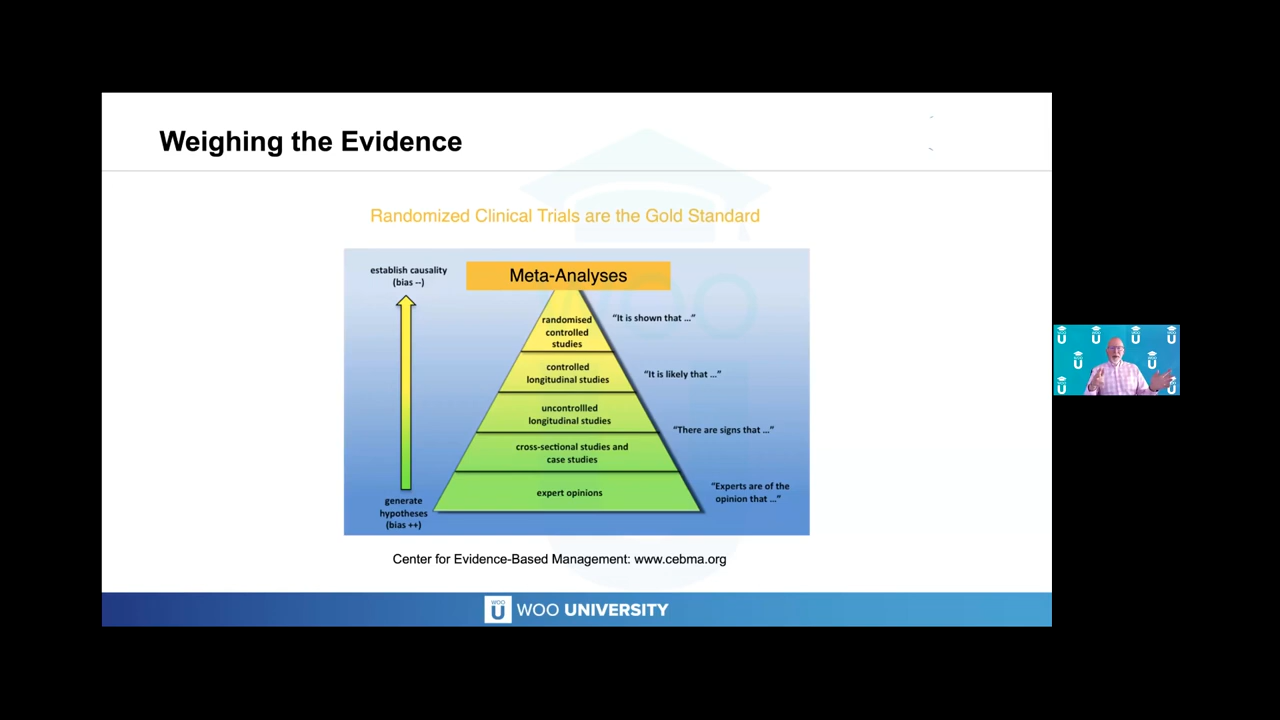 Weighing the Evidence
Randomized Clinical Trials are the Gold Standard
establish causality
(bias --)
Meta-Analyses
randomised
controlled
studies
"It is shown that ..."
controlled
longitudinal studies
"It is likely that ..."
uncontrollled
longitudinal studies
"There are signs that ..."
cross-sectional studies and
case studies
expert opinions
"Experts are of the
opinion that ..."
generate
hypotheses
(bias ++)
WOO
Center for Evidence-Based Management: www.cebma.org
WOO
U
WOO UNIVERSITY
U
U
U
U
U
U
U